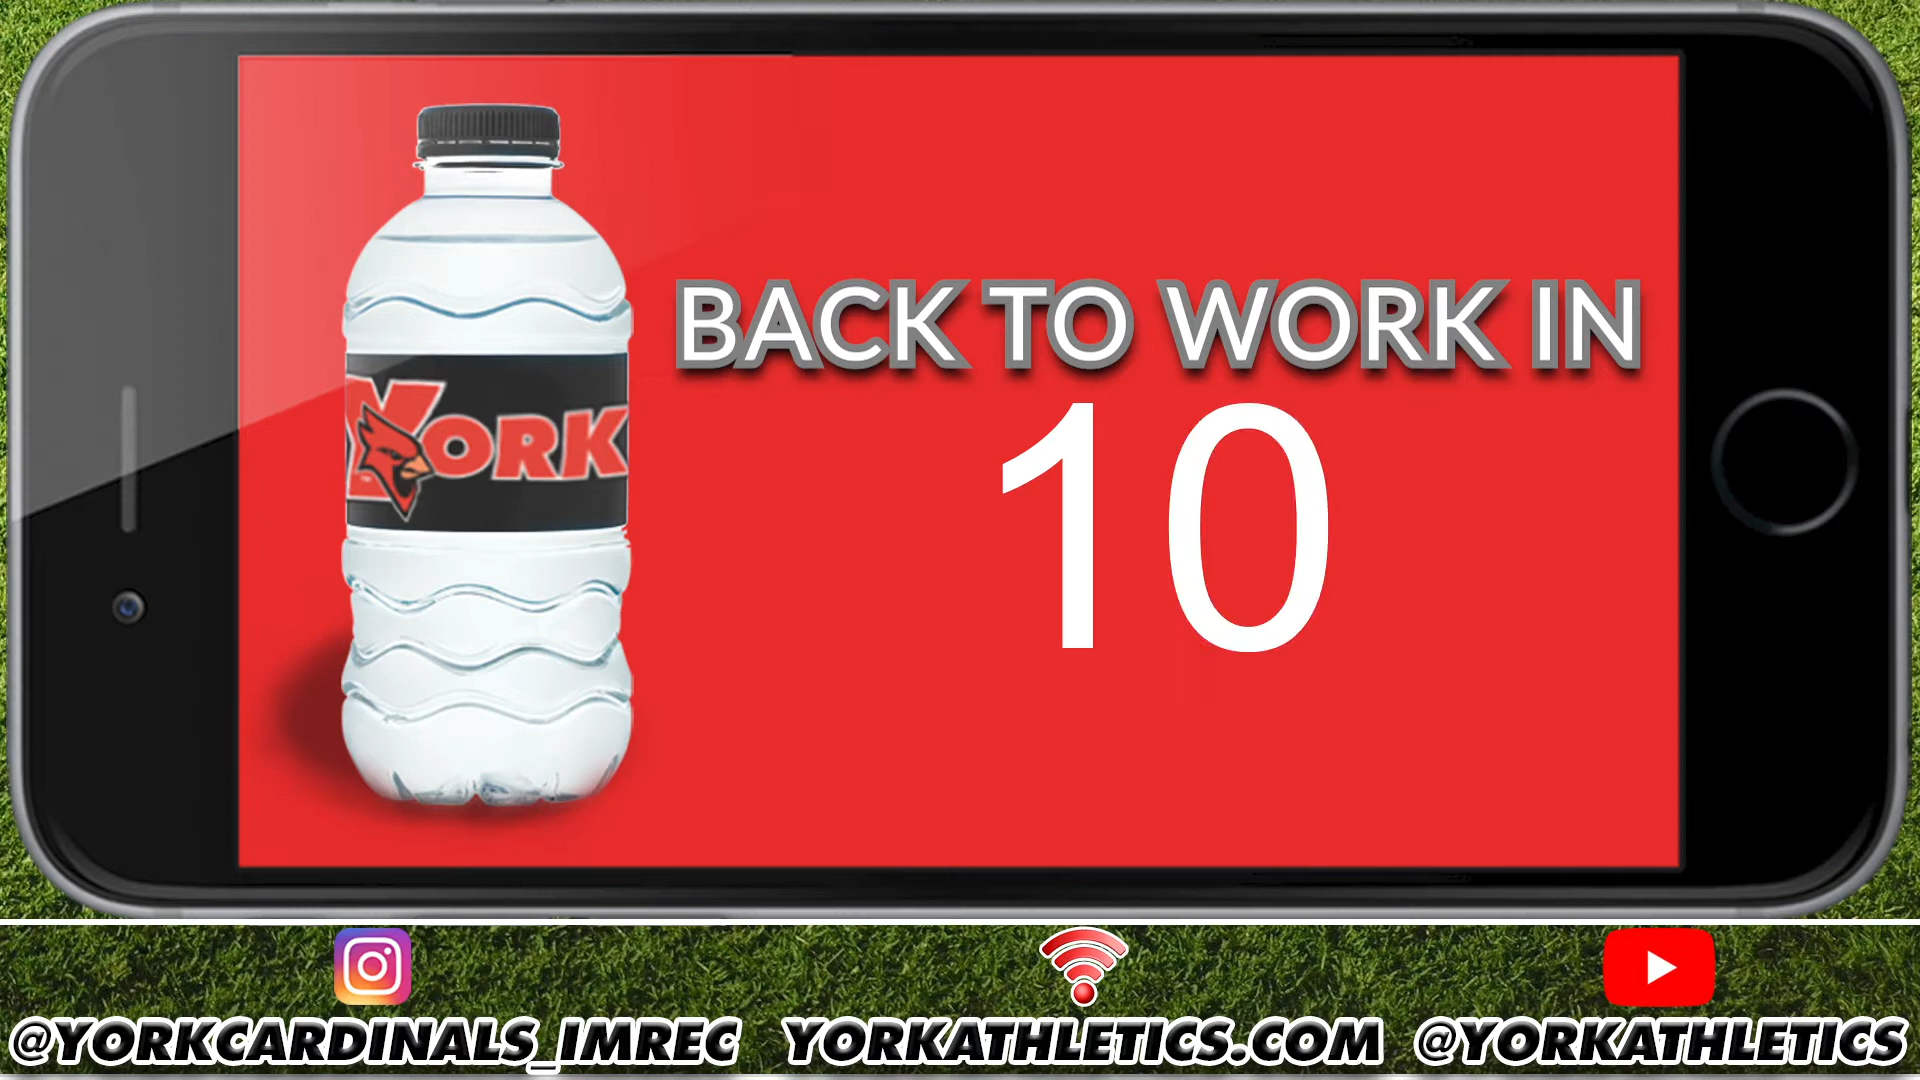 BACK TO WORK IN
10
YORK
@YORKCARDINALS_IMREC
YORKATHLETICS.COM
@YORKATHLETICS